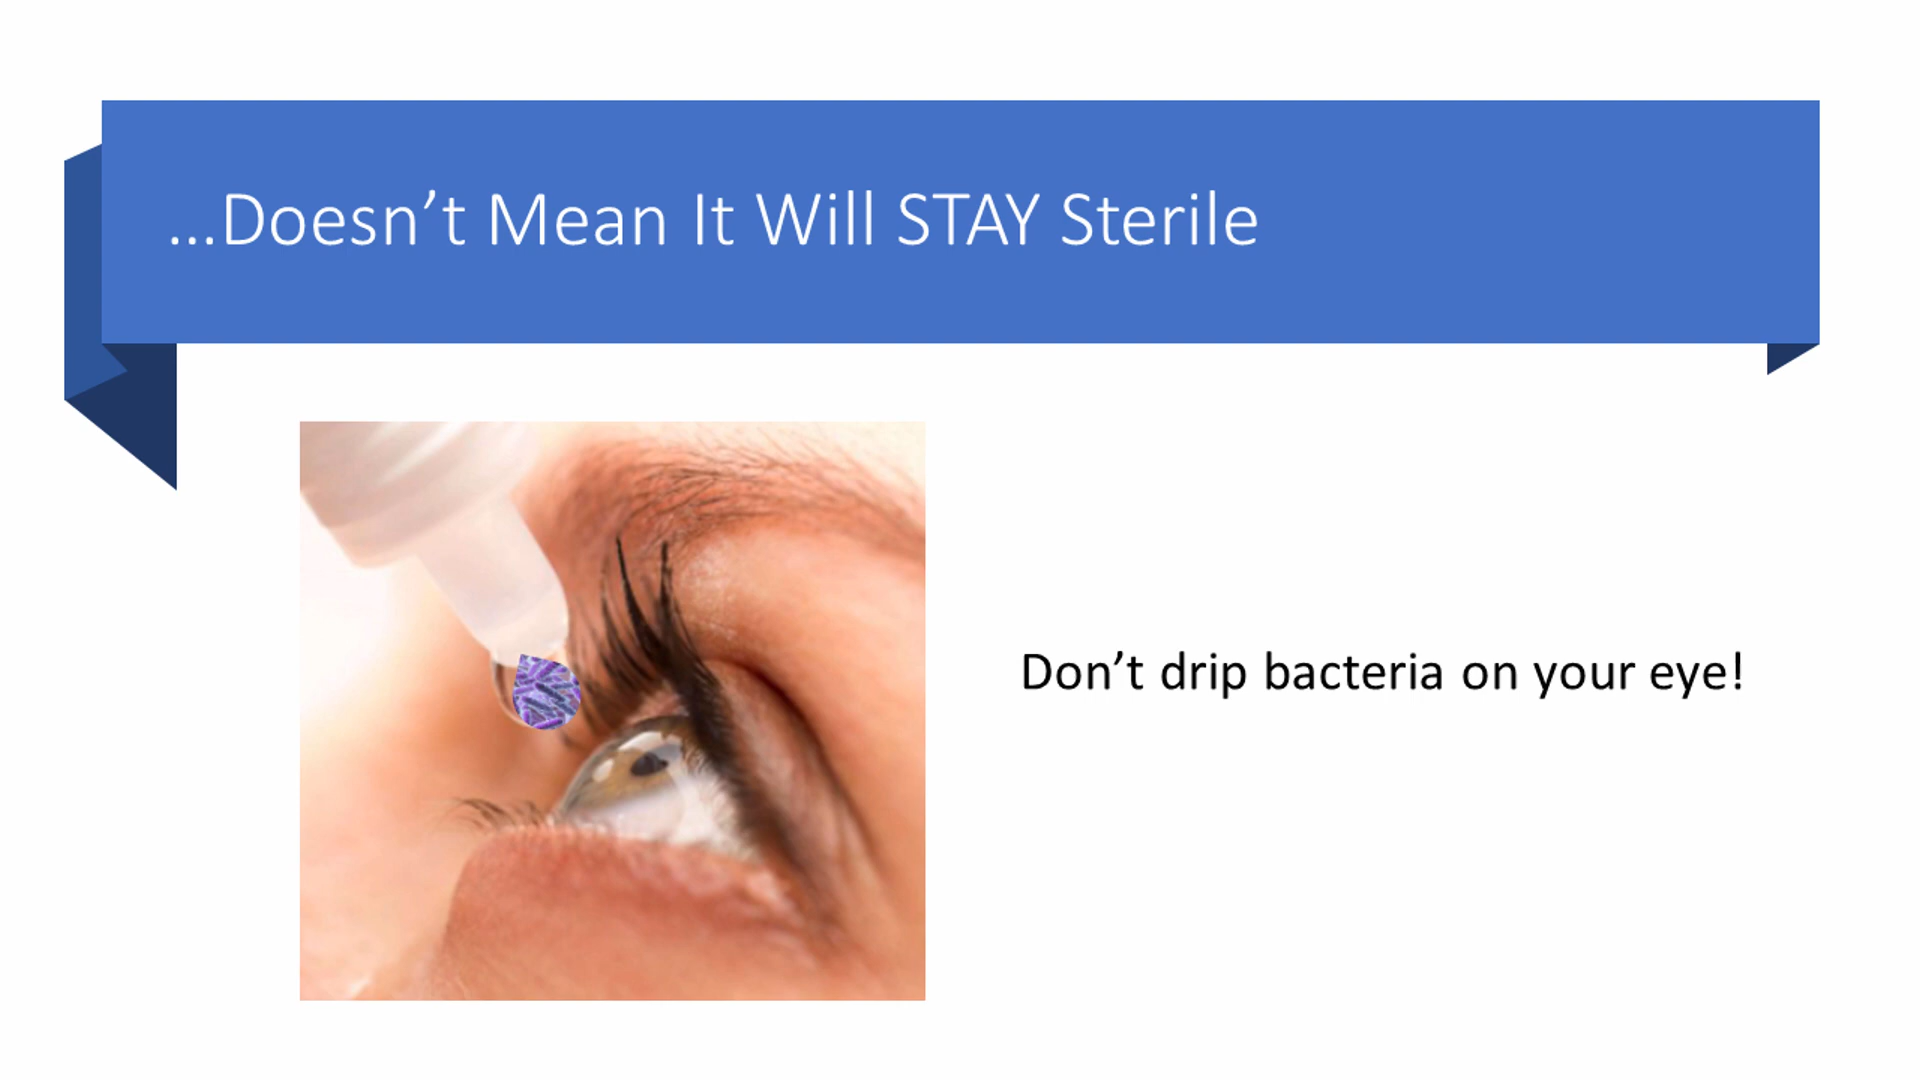 ...Doesn’t Mean It Will STAY Sterile
Don’t drip bacteria on your eye!